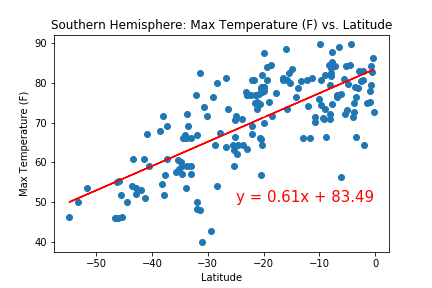 Southern Hemisphere: Max Temperature (F) vs. Latitude
90
80
70
60
50
40
Max Temperature (F)
y = 0.61x + 83.49
−50 −40 −30 −20 −10 0
Latitude